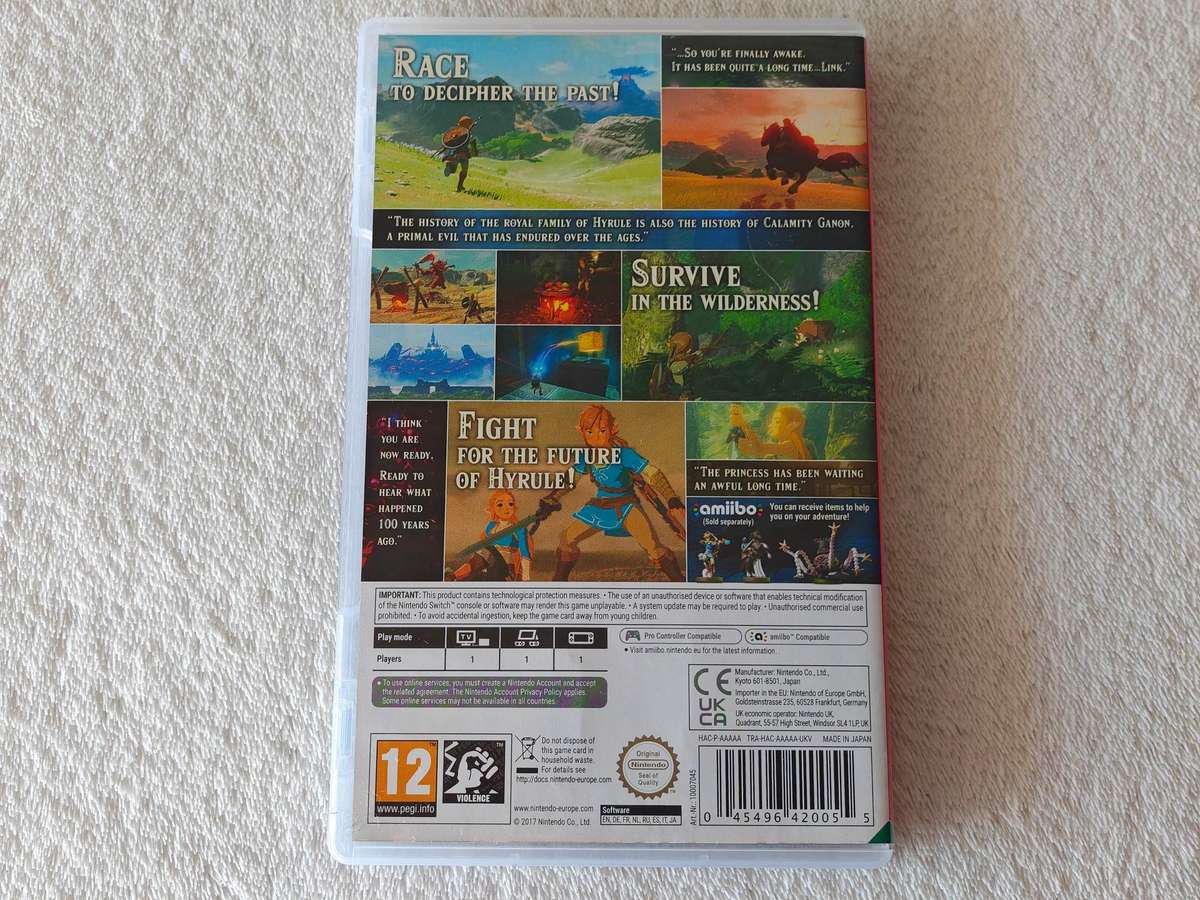 RACE
TO DECIPHER THE PAST!
"...SO YOU'RE FINALLY AWAKE.
IT HAS BEEN QUITE A LONG TIME...LINK."
"THE HISTORY OF THE ROYAL FAMILY OF HYRULE IS ALSO THE HISTORY OF CALAMITY GANON,
A PRIMAL EVIL THAT HAS ENDURED OVER THE AGES."
SURVIVE
IN THE WILDERNESS!
"I THINK
YOU ARE
NOW READY.
READY TO
HEAR WHAT
HAPPENED
100 YEARS
AGO."
FIGHT
FOR THE FUTURE
OF HYRULE!
"THE PRINCESS HAS BEEN WAITING
AN AWFUL LONG TIME."
amiibo
(Sold separately)
You can receive items to help
you on your adventure!
IMPORTANT: This product contains technological protection measures. • The use of an unauthorised device or software that enables technical modification
of the Nintendo Switch™ console or software may render this game unplayable. • A system update may be required to play. • Unauthorised commercial use
prohibited. • To avoid accidental ingestion, keep the game card away from young children.
Play mode
TV
Players 1 1 1
Pro Controller Compatible
amiibo™ Compatible
• Visit amiibo.nintendo.eu for the latest information.
• To use online services, you must create a Nintendo Account and accept
the related agreement. The Nintendo Account Privacy Policy applies.
Some online services may not be available in all countries.
CE
UK
CA
Manufacturer: Nintendo Co., Ltd.,
Kyoto 601-8501, Japan
Importer in the EU: Nintendo of Europe GmbH,
Goldsteinstrasse 235, 60528 Frankfurt, Germany
UK economic operator: Nintendo UK,
Quadrant, 55-57 High Street, Windsor SL4 1LP, UK
HAC-P-AAAAA TRA-HAC-AAAAA-UKV MADE IN JAPAN
12
www.pegi.info
VIOLENCE
™
Do not dispose of
this game card in
household waste.
For details see
http://docs.nintendo-europe.com
www.nintendo-europe.com
© 2017 Nintendo Co., Ltd.
Original
Nintendo
Seal of
Quality
Software
EN, DE, FR, NL, RU, ES, IT, JA
Art.-Nr.: 10007045
0 45496 42005 5